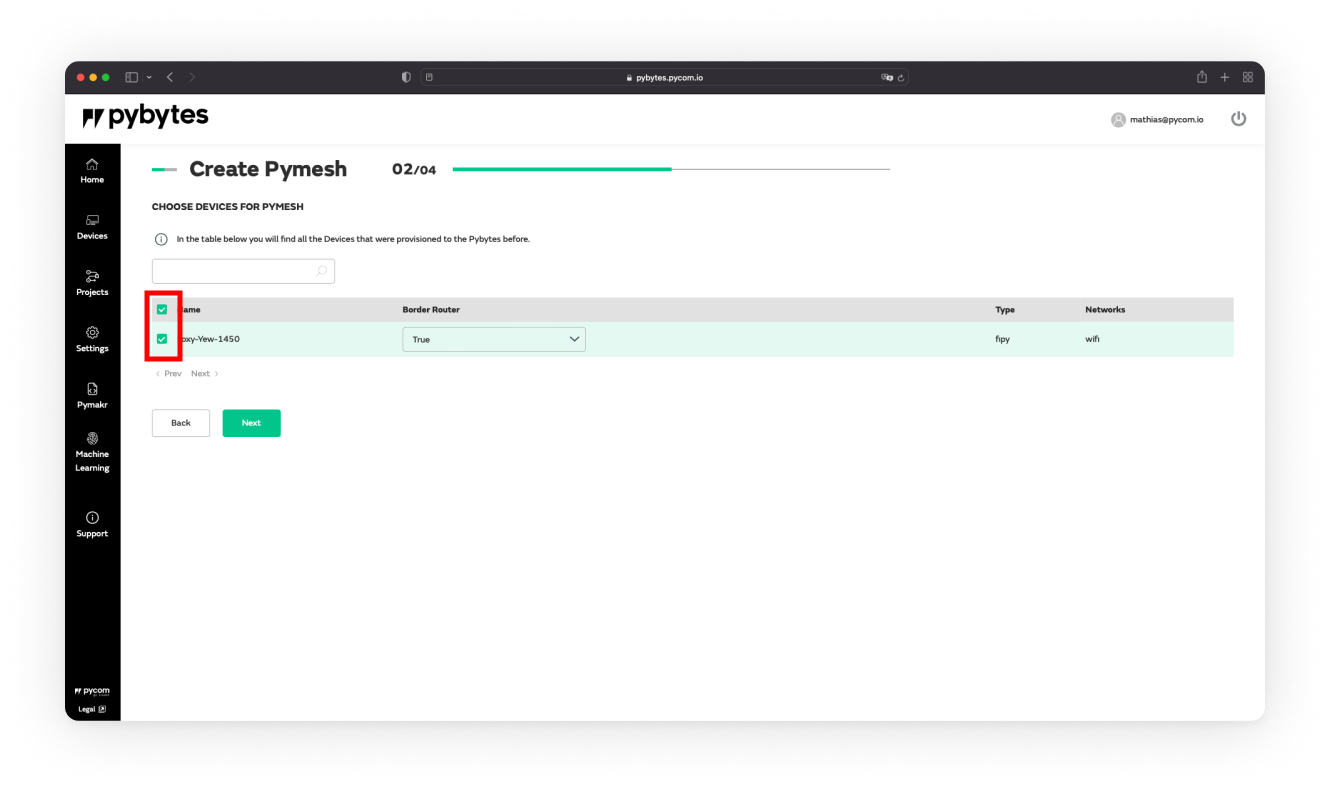 pybytes.pycom.io
pybytes
mathias@pycom.io
Home
Devices
Projects
Settings
Pymakr
Machine
Learning
Support
pycom
Legal
Create Pymesh 02/04
CHOOSE DEVICES FOR PYMESH
In the table below you will find all the Devices that were provisioned to the Pybytes before.
ame Border Router Type Networks
oxy-Yew-1450 True fipy wifi
Prev Next
Back Next